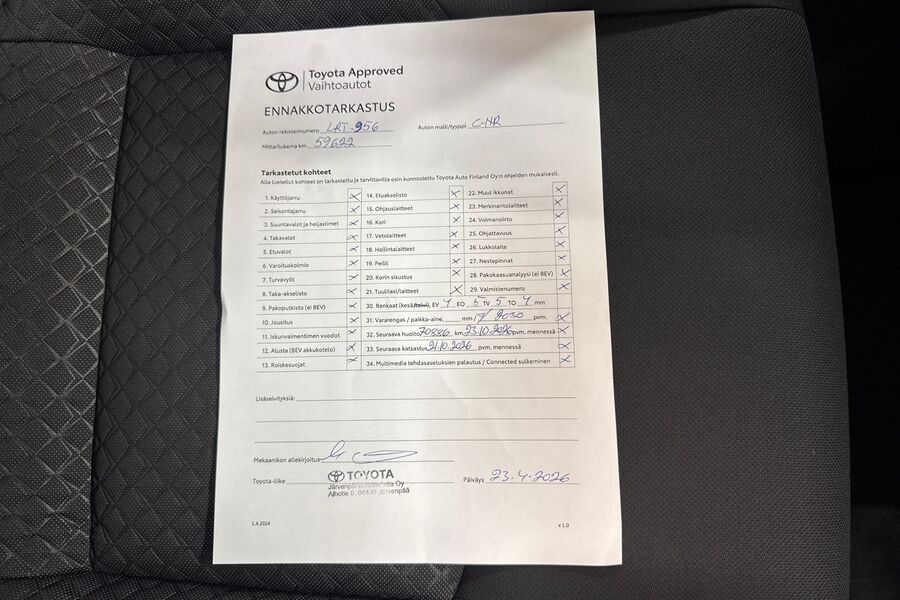 Toyota Approved
Vaihtoautot
ENNAKKOTARKASTUS
Auton rekisterinumero LRT-956 Auton malli/tyyppi C-HR
Mittarilukema km 59622
Tarkastetut kohteet
Alla luetellut kohteet on tarkastettu ja tarvittavilta osin kunnostettu Toyota Auto Finland Oy:n ohjeiden mukaisesti.
1. Käyttöjarru X 14. Etuakselisto X 22. Muut ikkunat X
2. Seisontajarru X 15. Ohjauslaitteet X 23. Merkinantolaitteet X
3. Suuntavalot ja heijastimet X 16. Kori X 24. Voimansiirto X
4. Takavalot X 17. Vetolaitteet X 25. Ohjattavuus X
5. Etuvalot X 18. Hallintalaitteet X 26. Lukkolaite X
6. Varoituskolmio X 19. Peilit X 27. Nestepinnat X
7. Turvavyöt X 20. Korin sisustus X 28. Pakokaasuanalyysi (ei BEV) X
8. Taka-akselisto X 21. Tuulilasi/laitteet X 29. Valmistenumero X
9. Pakoputkisto (ei BEV) X 30. Renkaat (kesä/talvi), EV 4 EO 5 TV 5 TO 4 mm X
10. Jousitus X 31. Vararengas / paikka-aine, mm / 7 2030 pvm. X
11. Iskunvaimentimen vuodot X 32. Seuraava huolto 70886 km 23.10.2026 pvm. mennessä X
12. Alusta (BEV akkukotelo) X 33. Seuraava katsastus 21.10.2026 pvm. mennessä X
13. Roiskesuojat X 34. Multimedia tehdasasetuksien palautus / Connected sulkeminen X
Lisäselvityksiä:
Mekaanikon allekirjoitus
Toyota-liike TOYOTA Päiväys 23.4.2026
Oy
Alhotie 04430 Järvenpää
1.4.2024 v 1.0